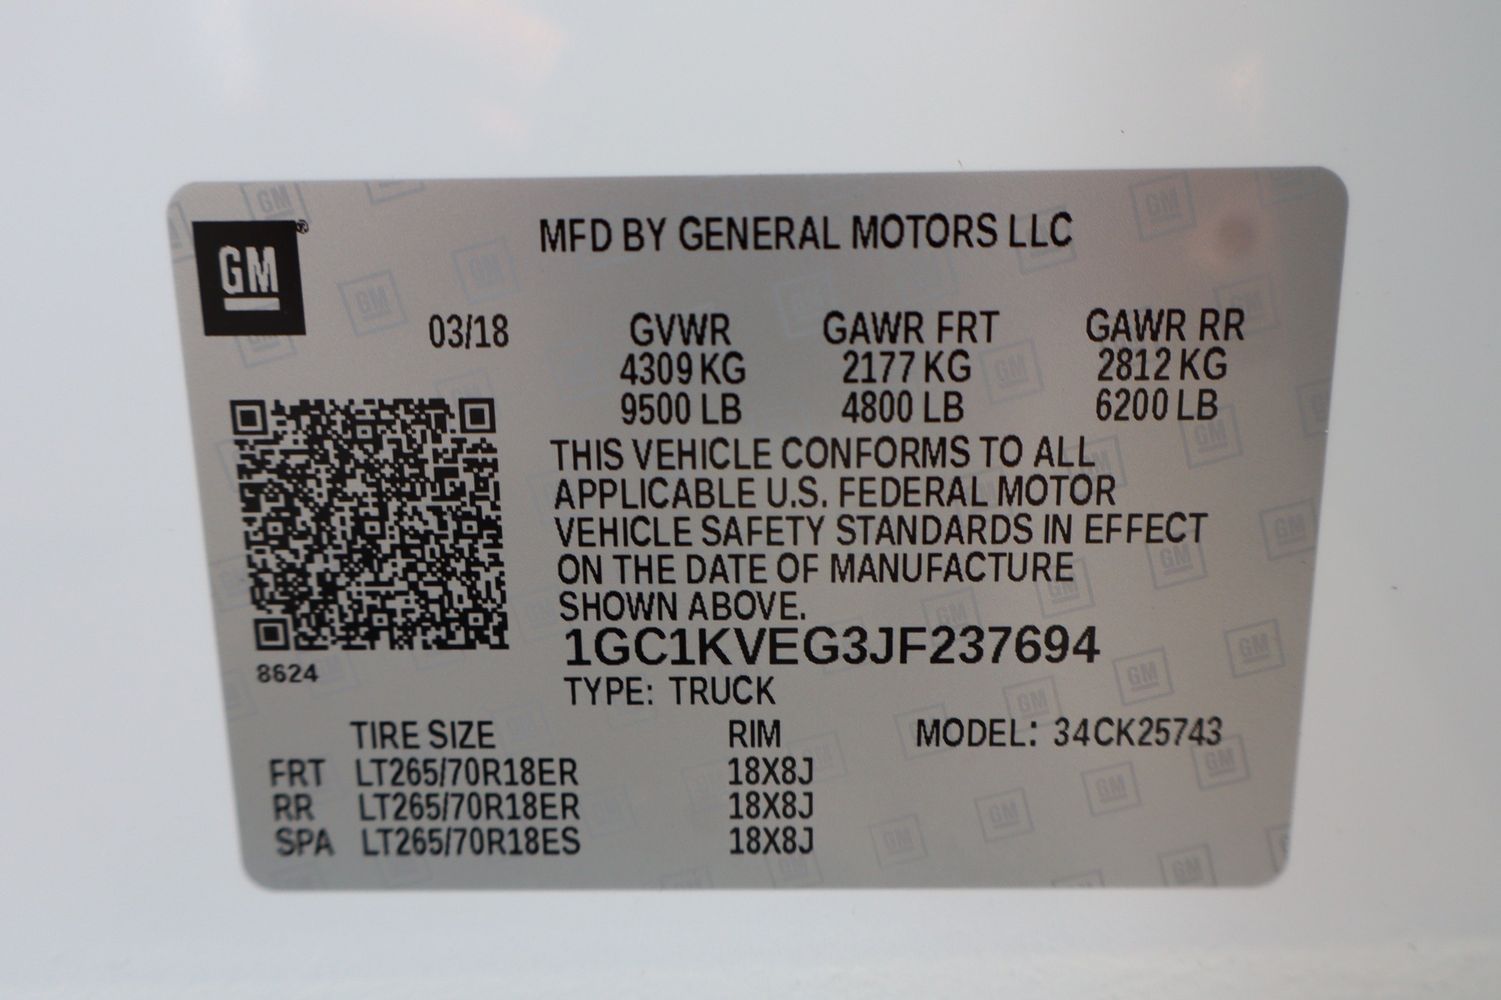 GM ®
MFD BY GENERAL MOTORS LLC
03/18 GVWR GAWR FRT GAWR RR
4309 KG 2177 KG 2812 KG
9500 LB 4800 LB 6200 LB
THIS VEHICLE CONFORMS TO ALL
APPLICABLE U.S. FEDERAL MOTOR
VEHICLE SAFETY STANDARDS IN EFFECT
ON THE DATE OF MANUFACTURE
SHOWN ABOVE.
1GC1KVEG3JF237694
8624
TYPE: TRUCK
TIRE SIZE RIM MODEL: 34CK25743
FRT LT265/70R18ER 18X8J
RR LT265/70R18ER 18X8J
SPA LT265/70R18ES 18X8J